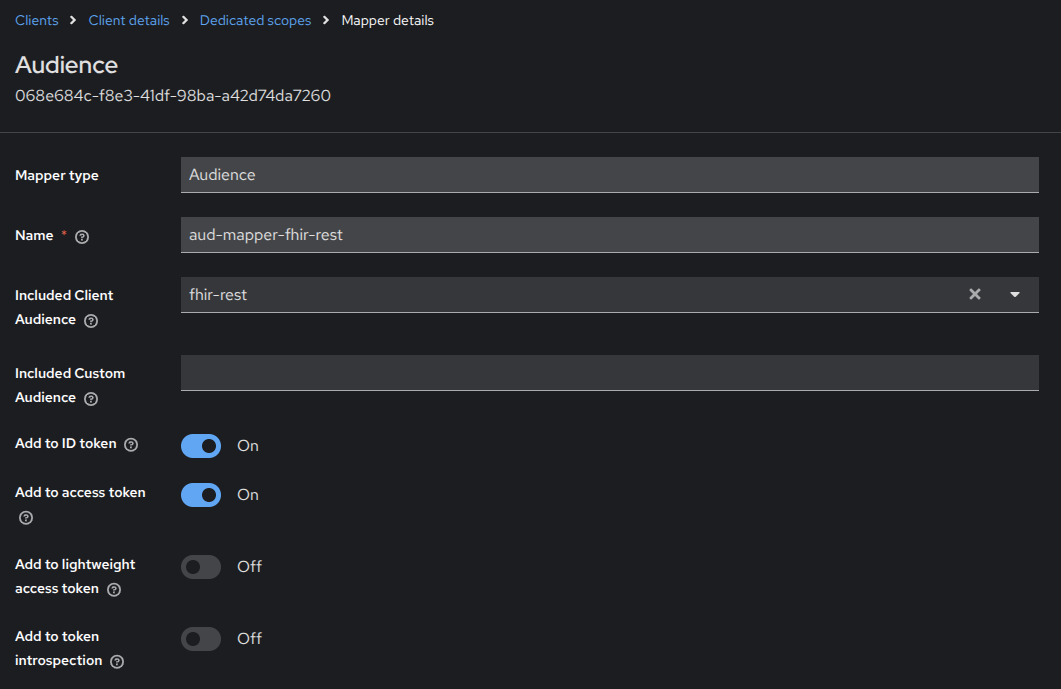 Clients > Client details > Dedicated scopes > Mapper details
Audience
068e684c-f8e3-41df-98ba-a42d74da7260
Mapper type
Audience
Name *
aud-mapper-fhir-rest
Included Client
Audience
fhir-rest
Included Custom
Audience
Add to ID token
On
Add to access token
On
Add to lightweight
access token
Off
Add to token
introspection
Off